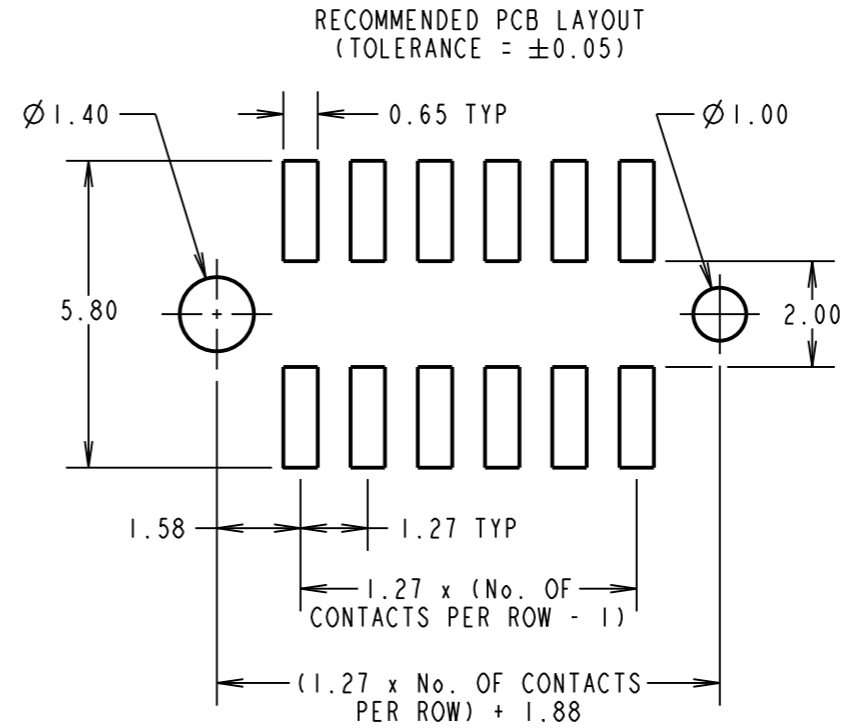 RECOMMENDED PCB LAYOUT
(TOLERANCE = ±0.05)
Ø1.40
0.65 TYP
Ø1.00
5.80
2.00
1.58
1.27 TYP
1.27 x (No. OF
CONTACTS PER ROW - 1)
(1.27 x No. OF CONTACTS
PER ROW) + 1.88